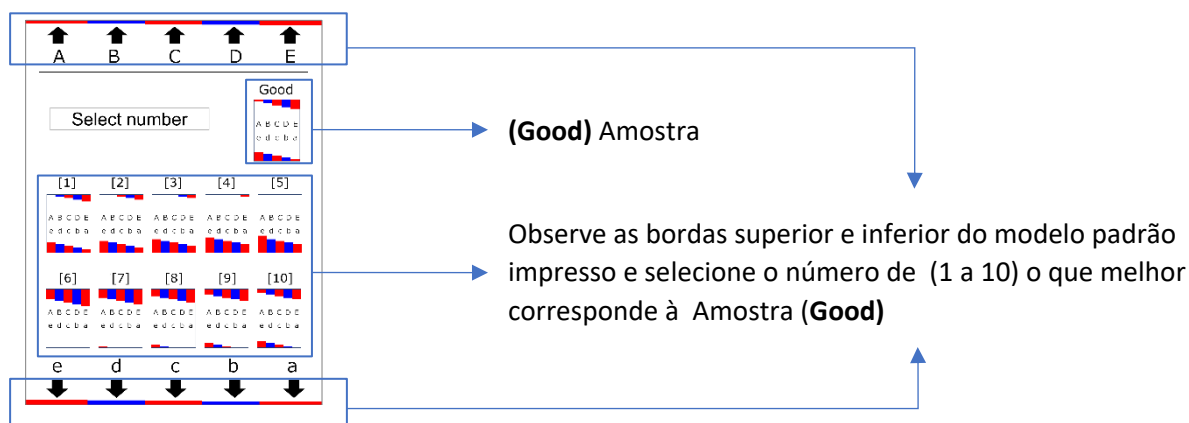 A B C D E
Good
Select number
A B C D E
e d c b a
(Good) Amostra
[1] [2] [3] [4] [5]
A B C D E A B C D E A B C D E A B C D E A B C D E
e d c b a e d c b a e d c b a e d c b a e d c b a
Observe as bordas superior e inferior do modelo padrão
impresso e selecione o número de (1 a 10) o que melhor
corresponde à Amostra (Good)
[6] [7] [8] [9] [10]
A B C D E A B C D E A B C D E A B C D E A B C D E
e d c b a e d c b a e d c b a e d c b a e d c b a
e d c b a